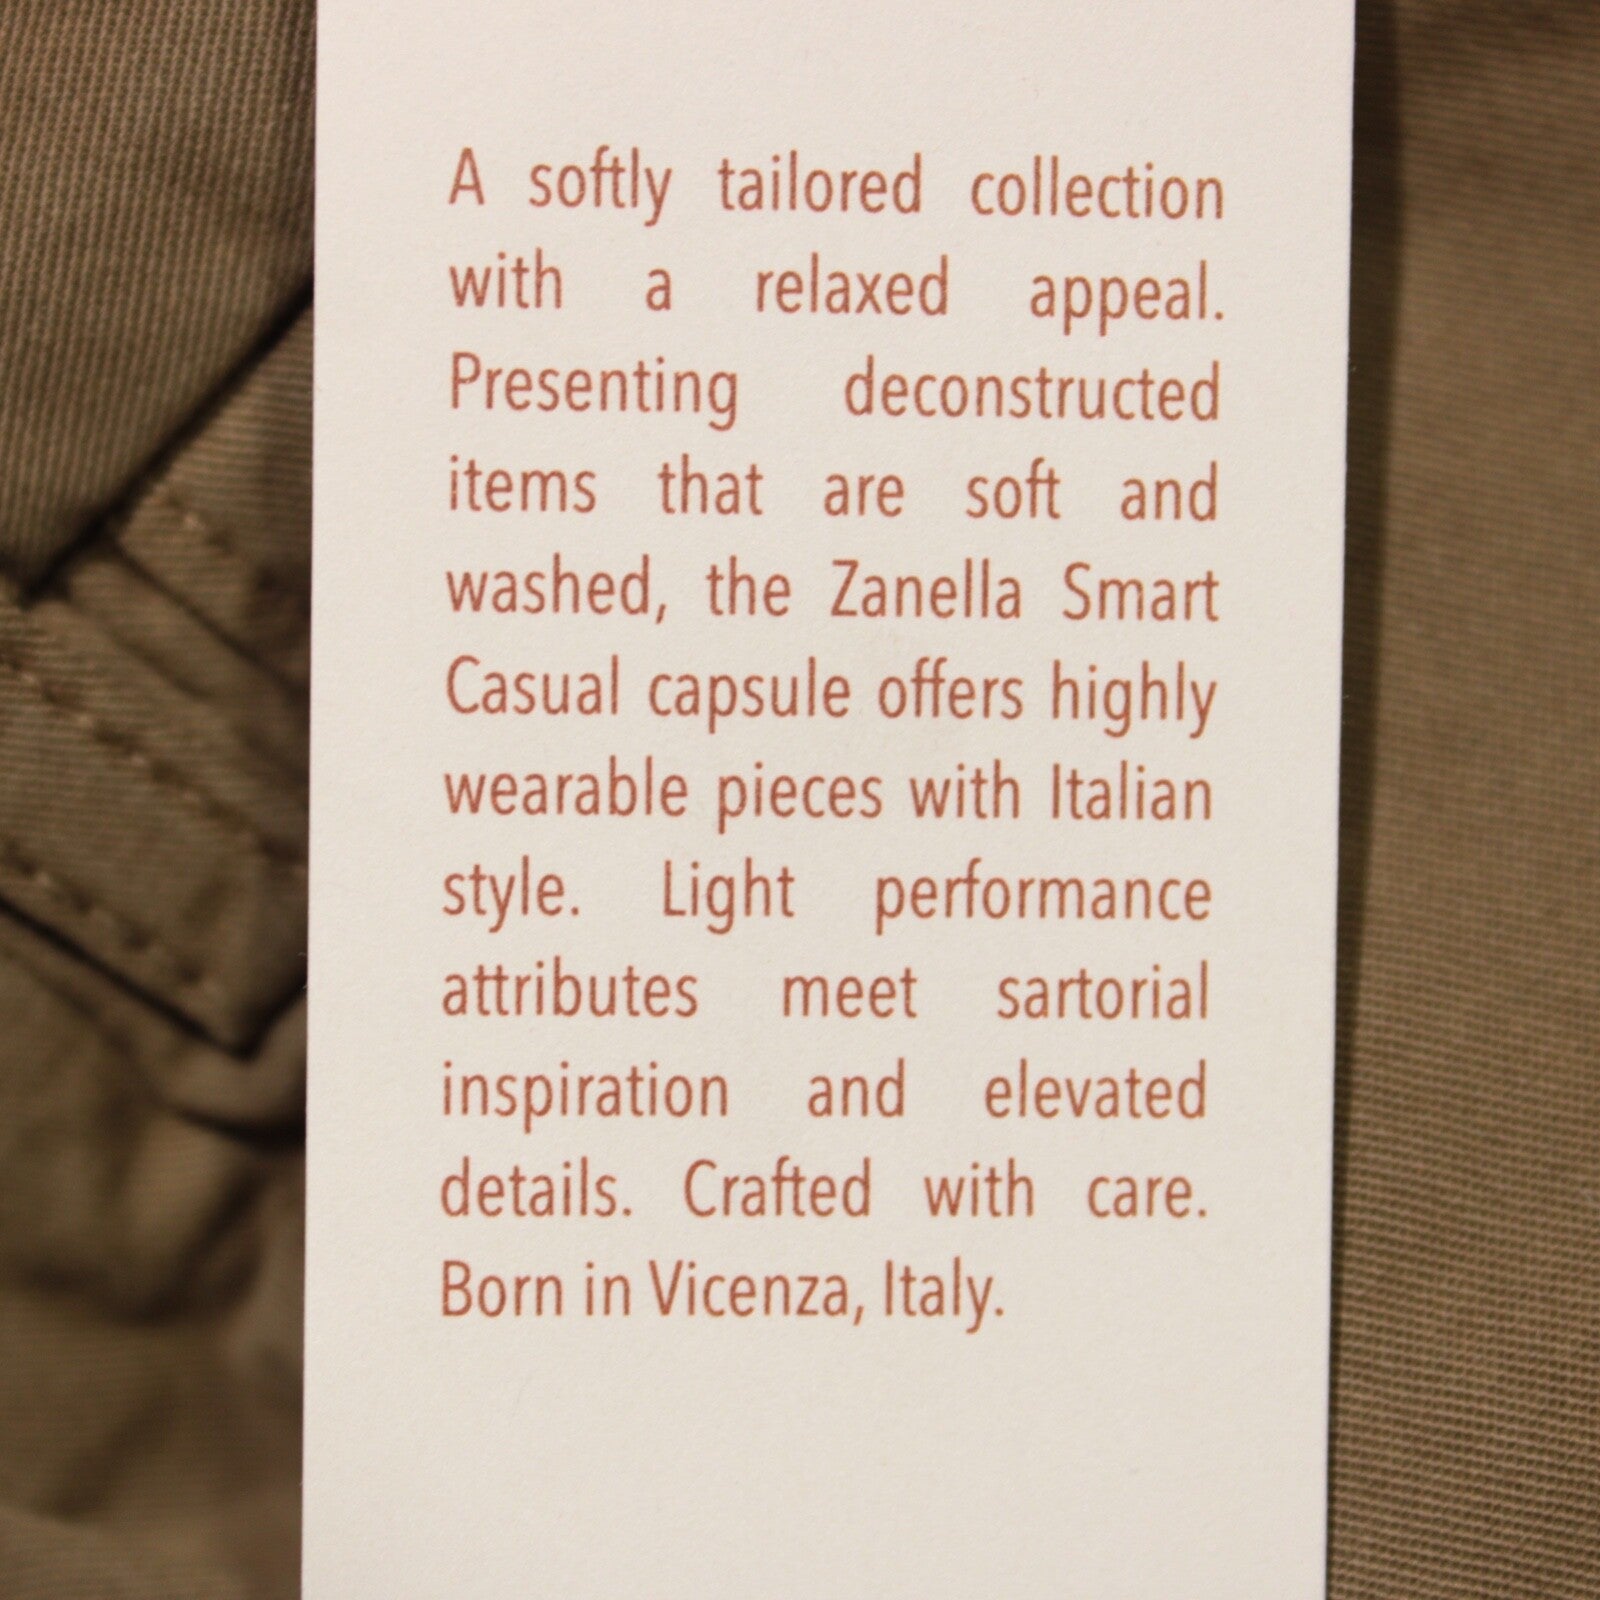 A softly tailored collection
with a relaxed appeal.
Presenting deconstructed
items that are soft and
washed, the Zanella Smart
Casual capsule offers highly
wearable pieces with Italian
style. Light performance
attributes meet sartorial
inspiration and elevated
details. Crafted with care.
Born in Vicenza, Italy.